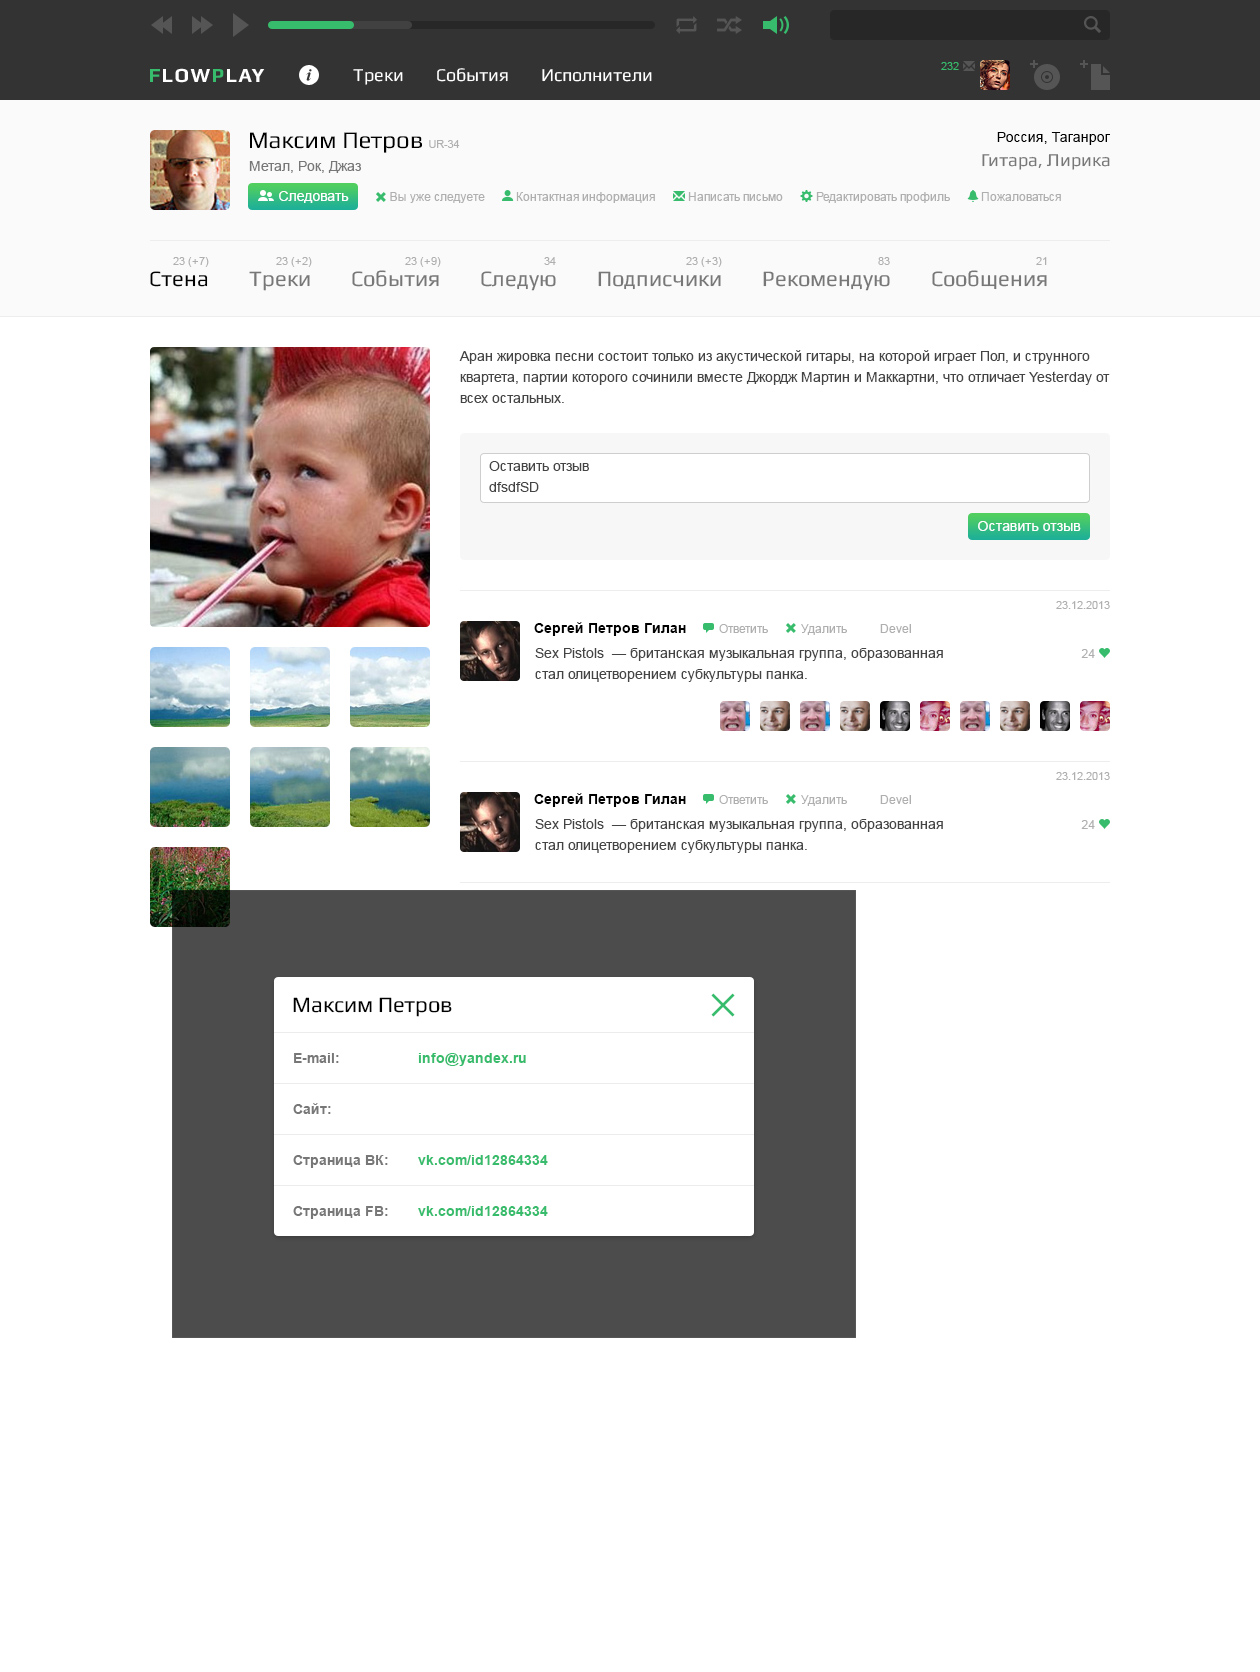 FLOWPLAY
i
Треки
События
Исполнители
232
Максим Петров UR-34
Метал, Рок, Джаз
Россия, Таганрог
Гитара, Лирика
Следовать
Вы уже следуете
Контактная информация
Написать письмо
Редактировать профиль
Пожаловаться
23 (+7)
Стена
23 (+2)
Треки
23 (+9)
События
34
Следую
23 (+3)
Подписчики
83
Рекомендую
21
Сообщения
Аран жировка песни состоит только из акустической гитары, на которой играет Пол, и струнного
квартета, партии которого сочинили вместе Джордж Мартин и Маккартни, что отличает Yesterday от
всех остальных.
Оставить отзыв
dfsdfSD
Оставить отзыв
23.12.2013
Сергей Петров Гилан
Ответить
Удалить
Devel
Sex Pistols — британская музыкальная группа, образованная
стал олицетворением субкультуры панка.
24
23.12.2013
Сергей Петров Гилан
Ответить
Удалить
Devel
Sex Pistols — британская музыкальная группа, образованная
стал олицетворением субкультуры панка.
24
Максим Петров
E-mail: info@yandex.ru
Сайт:
Страница ВК: vk.com/id12864334
Страница FB: vk.com/id12864334